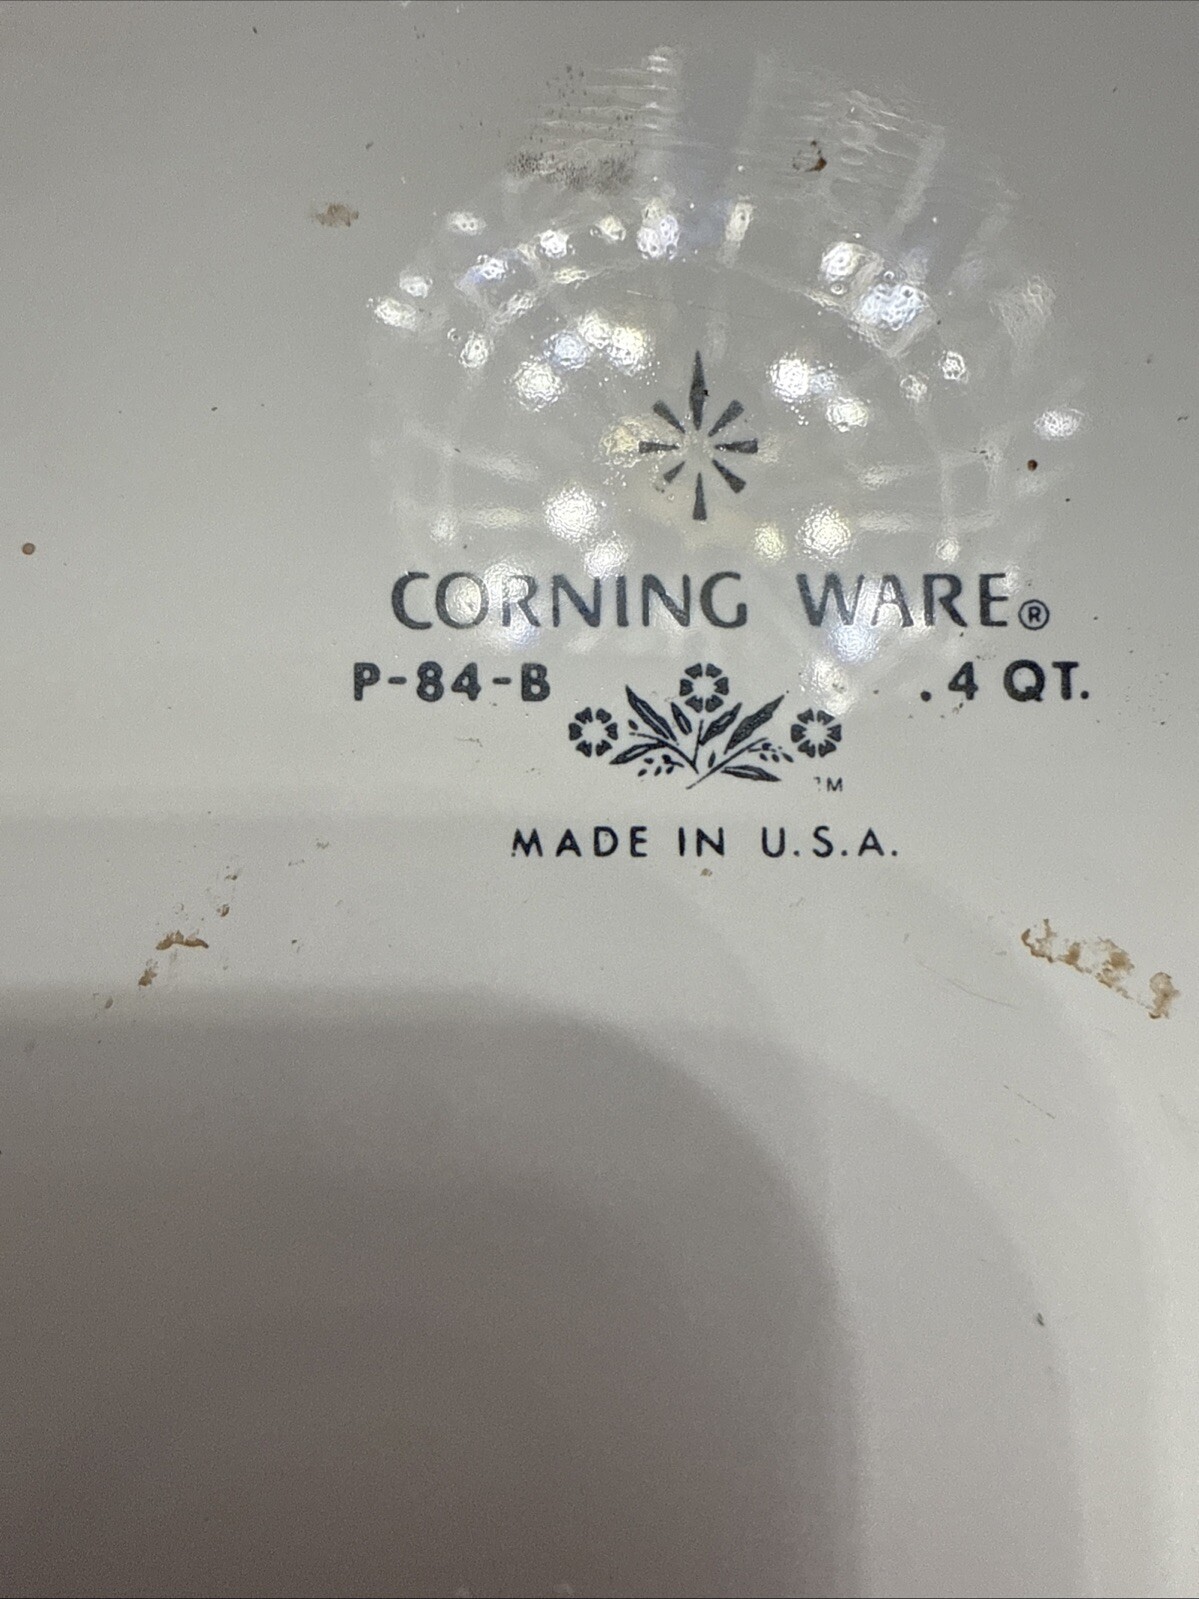 CORNING WARE®
P-84-B .4 QT.
™
MADE IN U.S.A.